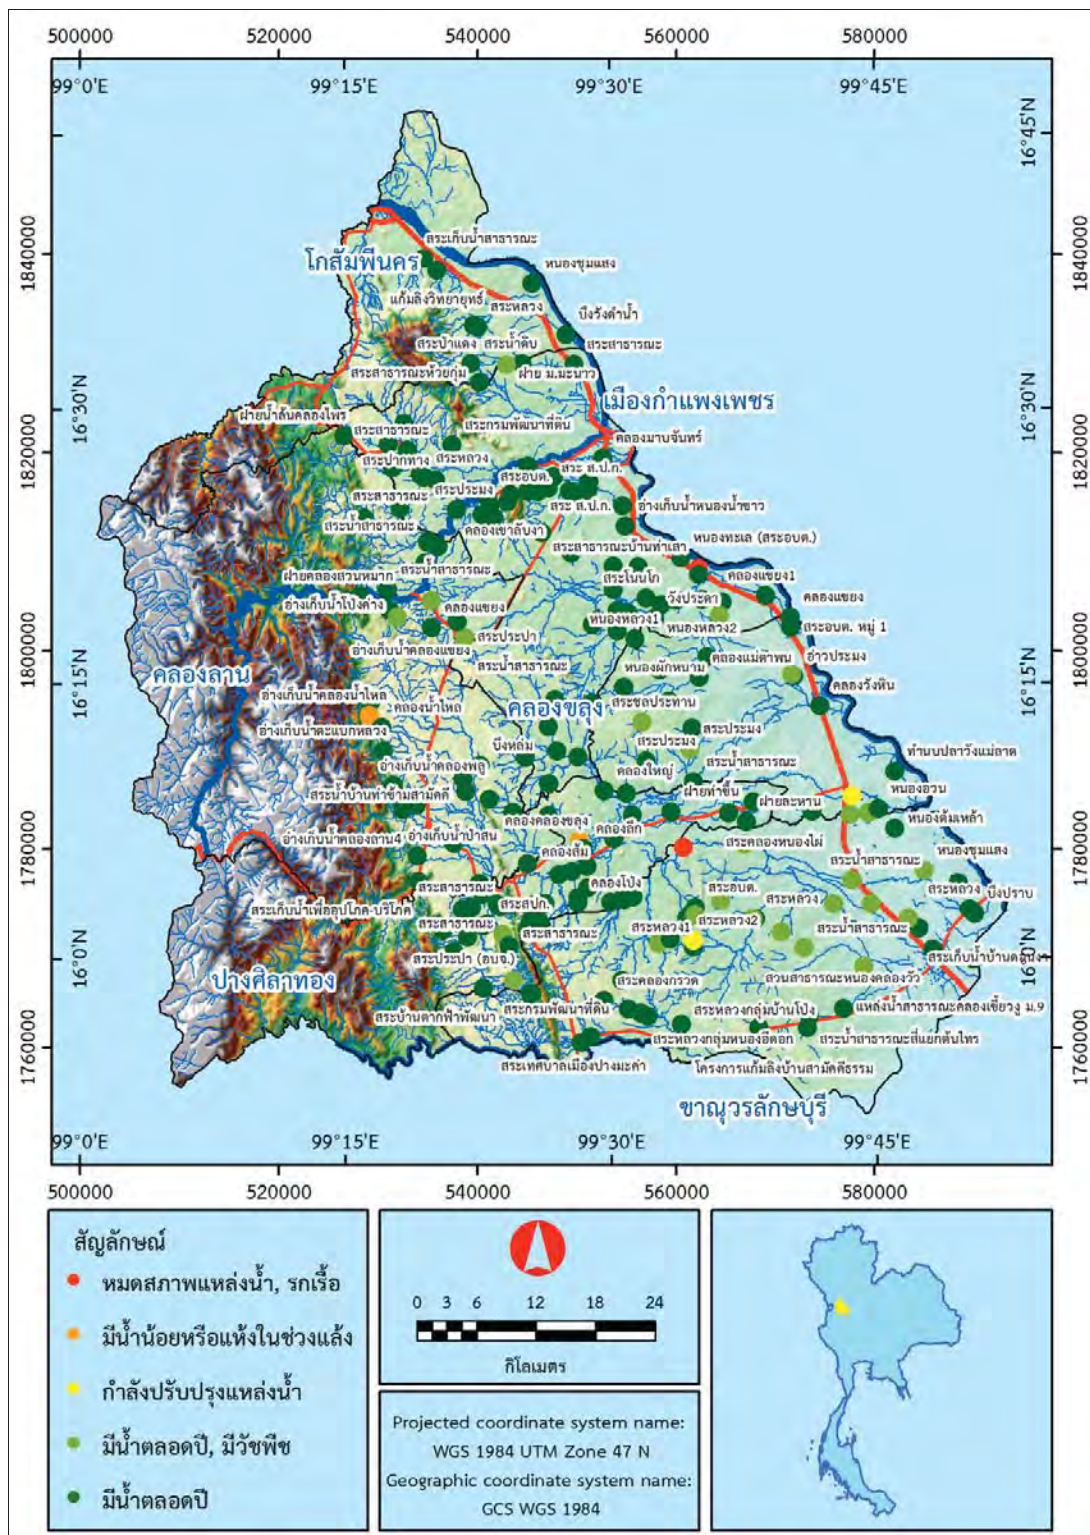 500000 520000 540000 560000 580000
99°0'E 99°15'E 99°30'E 99°45'E
16°45'N
16°45'N
1840000
1840000
สระเก็บน้ำสาธารณะ
โกสัมพีนคร
หนองชุมแสง
แก้มลิงวิทยายุทธ์
สระหลวง
บึงรังดำน้ำ
สระป่าแดง
สระน้ำดิบ
สระสาธารณะ
สระสาธารณะห้วยกุ่ม
ฝาย ม.มะนาว
16°30'N
เมืองกำแพงเพชร
16°30'N
ฝายน้ำล้นคลองไพร
สระสาธารณะ
สระกรมพัฒนาที่ดิน
คลองมาบจันทร์
1820000
1820000
สระปากทาง
สระหลวง
สระอบต.
สระ ส.ป.ก.
สระสาธารณะ
สระประมง
สระ ส.ป.ก.
อ่างเก็บน้ำหนองน้ำขาว
สระน้ำสาธารณะ
คลองเขาลับงา
สระสาธารณะบ้านท่าเสา
หนองทะเล (สระอบต.)
ฝายคลองสวนหมาก
สระน้ำสาธารณะ
สระโนนโก
คลองแขยง1
อ่างเก็บน้ำโป่งค้าง
คลองแขยง
วังประดา
คลองแขยง
หนองหลวง1
หนองหลวง2
สระอบต. หมู่ 1
1800000
1800000
อ่างเก็บน้ำคลองแขยง
สระประปา
สระน้ำสาธารณะ
คลองแม่ดำพน
อ่าวประมง
คลองลาน
หนองผักหนาม
16°15'N
16°15'N
อ่างเก็บน้ำคลองน้ำไหล
คลองน้ำไหล
คลองขลุง
สระชลประทาน
คลองวังหิน
อ่างเก็บน้ำตะแบกหลวง
บึงหล่ม
สระประมง
สระประมง
อ่างเก็บน้ำคลองพลู
คลองใหญ่
สระน้ำสาธารณะ
ทำนบปลาวังแม่ลาด
สระน้ำบ้านท่าช้ามสามัคคี
ฝายท่าขึ้น
ฝายละหาน
หนองฮวน
คลองคลองขลุง
หนองต้มเหล้า
อ่างเก็บน้ำคลองลาน4
อ่างเก็บน้ำป่าสน
คลองลึก
1780000
1780000
คลองส้ม
สระคลองหนองไผ่
สระน้ำสาธารณะ
หนองชุมแสง
สระสาธารณะ
คลองโป่ง
สระอบต.
สระหลวง
สระหลวง
บึงปราบ
สระเก็บน้ำเพื่ออุปโภค-บริโภค
สระสปก.
สระสาธารณะ
สระสาธารณะ
สระหลวง1
สระหลวง2
สระน้ำสาธารณะ
16°0'N
สระประปา (อบจ.)
16°0'N
ปางศิลาทอง
สระคลองกรวด
สวนสาธารณะหนองคลองวัว
สระบ้านตากฟ้าพัฒนา
สระกรมพัฒนาที่ดิน
สระหลวงกลุ่มบ้านโป่ง
แหล่งน้ำสาธารณะคลองเขี้ยวงู ม.9
1760000
1760000
สระหลวงกลุ่มหนองอีดอก
สระน้ำสาธารณะสี่แยกต้นไทร
สระเทศบาลเมืองปางมะค่า
โครงการแก้มลิงบ้านสามัคคีธรรม
ขาณุวรลักษบุรี
99°0'E 99°15'E 99°30'E 99°45'E
500000 520000 540000 560000 580000
สัญลักษณ์
หมดสภาพแหล่งน้ำ, รกเรื้อ
มีน้ำน้อยหรือแห้งในช่วงแล้ง
กำลังปรับปรุงแหล่งน้ำ
มีน้ำตลอดปี, มีวัชพืช
มีน้ำตลอดปี
0 3 6 12 18 24
กิโลเมตร
Projected coordinate system name:
WGS 1984 UTM Zone 47 N
Geographic coordinate system name:
GCS WGS 1984